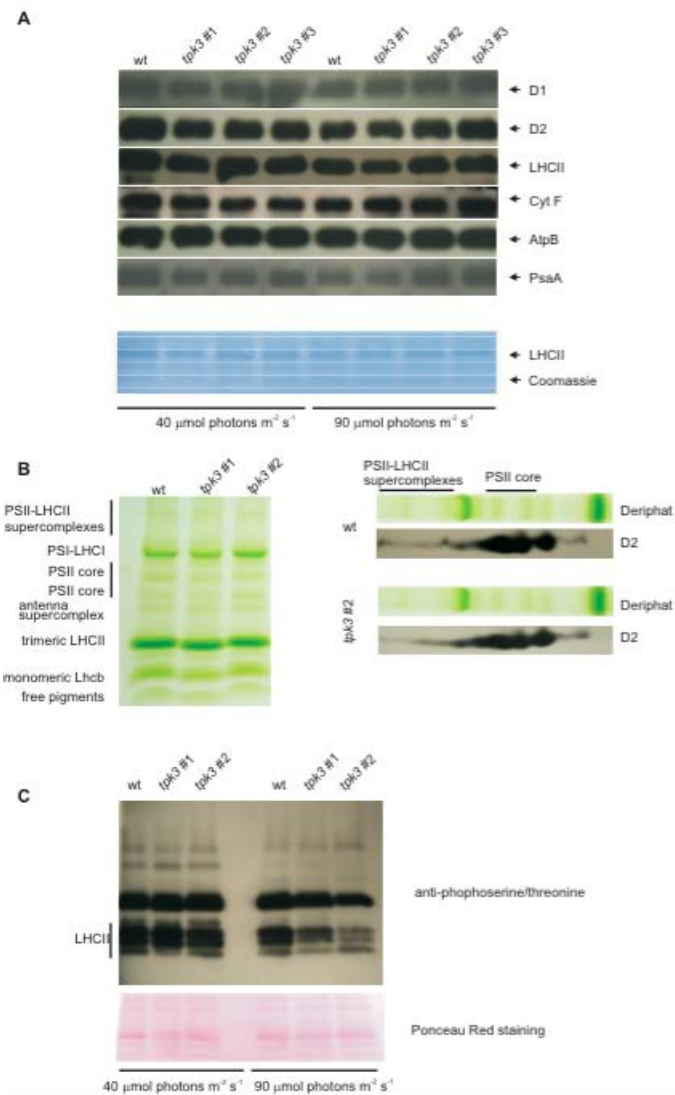 A
wt
tpk3 #1
tpk3 #2
tpk3 #3
wt
tpk3 #1
tpk3 #2
tpk3 #3
D1
D2
LHCII
Cyt F
AtpB
PsaA
LHCII
Coomassie
40 µmol photons m⁻² s⁻¹
90 µmol photons m⁻² s⁻¹
B
wt
tpk3 #1
tpk3 #2
PSII-LHCII
supercomplexes
PSI-LHCI
PSII core
PSII core
antenna
supercomplex
trimeric LHCII
monomeric Lhcb
free pigments
PSII-LHCII
supercomplexes
PSII core
wt
Deriphat
D2
tpk3 #2
Deriphat
D2
C
wt
tpk3 #1
tpk3 #2
wt
tpk3 #1
tpk3 #2
anti-phophoserine/threonine
LHCII
Ponceau Red staining
40 µmol photons m⁻² s⁻¹
90 µmol photons m⁻² s⁻¹